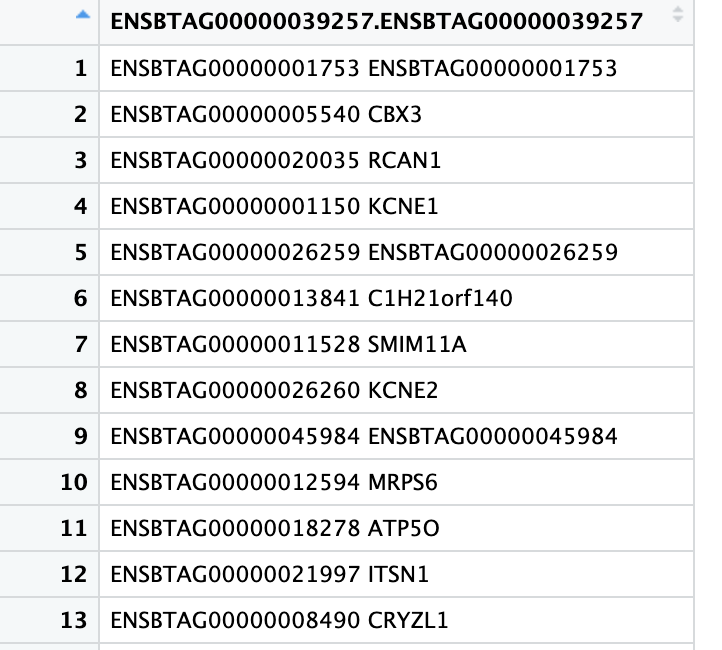 ENSBTAG00000039257.ENSBTAG00000039257
1 ENSBTAG00000001753 ENSBTAG00000001753
2 ENSBTAG00000005540 CBX3
3 ENSBTAG00000020035 RCAN1
4 ENSBTAG00000001150 KCNE1
5 ENSBTAG00000026259 ENSBTAG00000026259
6 ENSBTAG00000013841 C1H21orf140
7 ENSBTAG00000011528 SMIM11A
8 ENSBTAG00000026260 KCNE2
9 ENSBTAG00000045984 ENSBTAG00000045984
10 ENSBTAG00000012594 MRPS6
11 ENSBTAG00000018278 ATP5O
12 ENSBTAG00000021997 ITSN1
13 ENSBTAG00000008490 CRYZL1